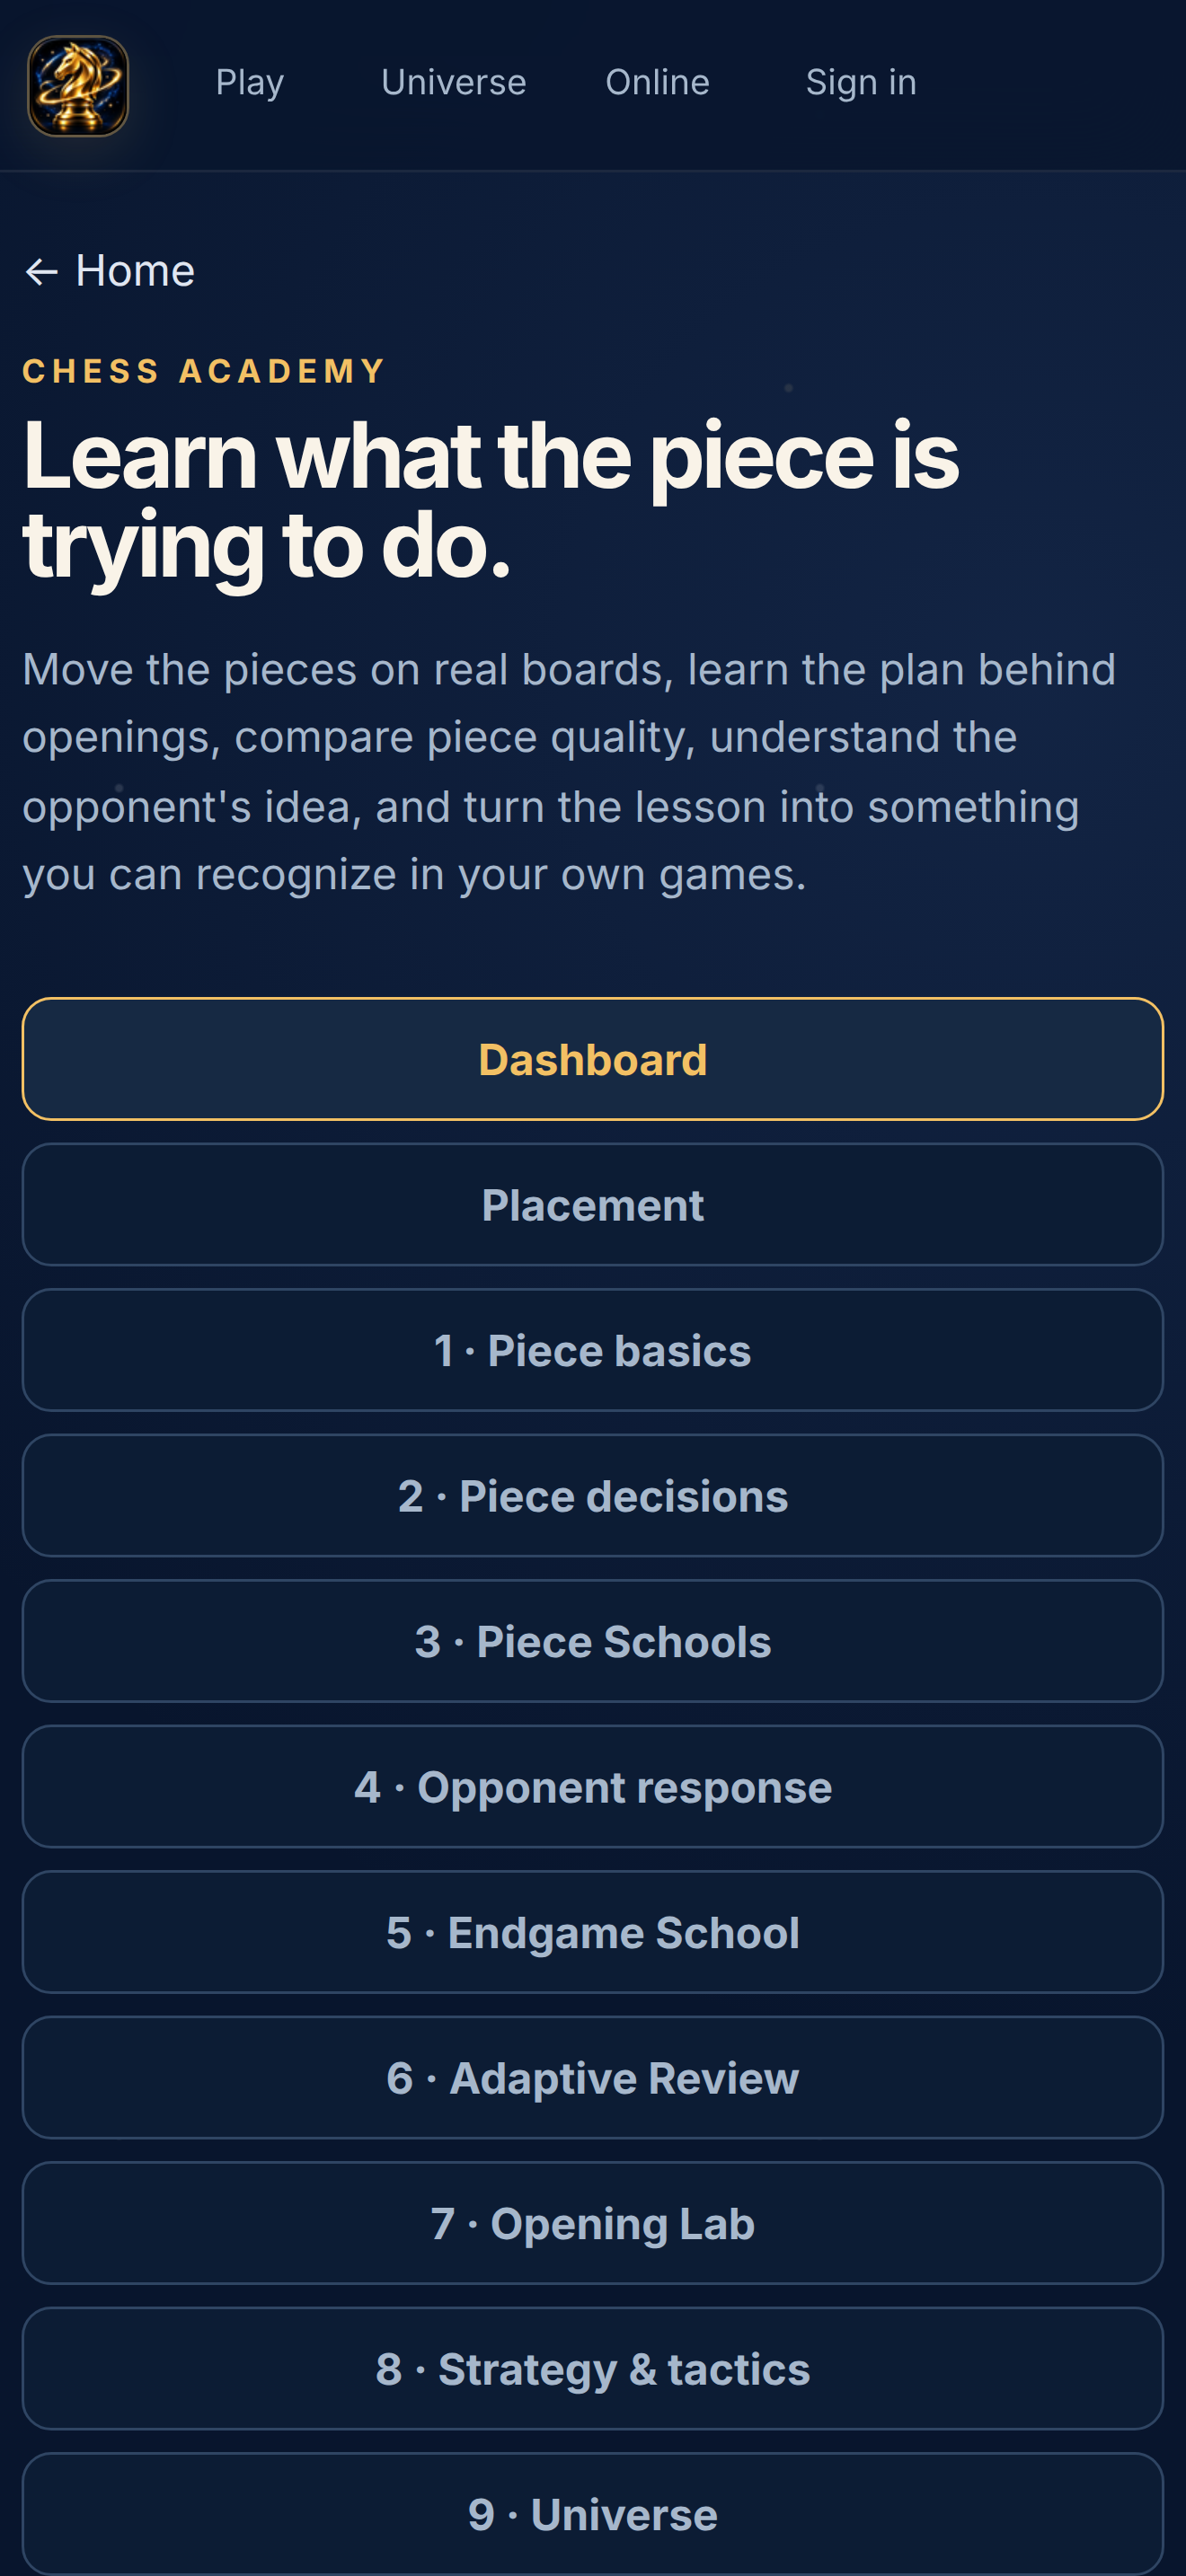 Play Universe Online Sign in
← Home
CHESS ACADEMY
Learn what the piece is
trying to do.
Move the pieces on real boards, learn the plan behind
openings, compare piece quality, understand the
opponent's idea, and turn the lesson into something
you can recognize in your own games.
Dashboard
Placement
1 · Piece basics
2 · Piece decisions
3 · Piece Schools
4 · Opponent response
5 · Endgame School
6 · Adaptive Review
7 · Opening Lab
8 · Strategy & tactics
9 · Universe